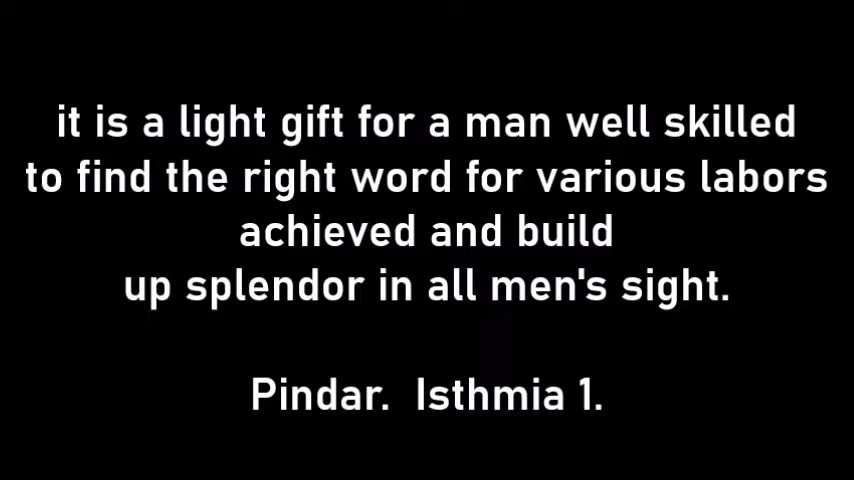 it is a light gift for a man well skilled
to find the right word for various labors
achieved and build
up splendor in all men's sight.
Pindar. Isthmia 1.